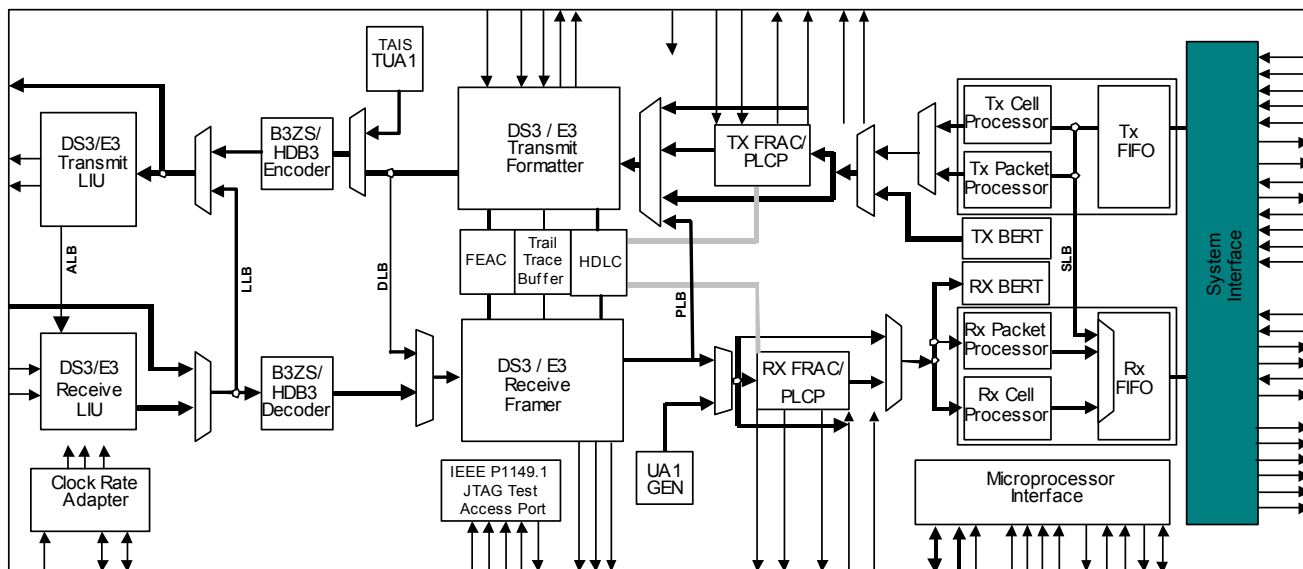 TAIS
TUA1
DS3/E3
Transmit
LIU
B3ZS/
HDB3
Encoder
DS3 / E3
Transmit
Formatter
TX FRAC/
PLCP
Tx Cell
Processor
Tx Packet
Processor
Tx
FIFO
System
Interface
TX BERT
RX BERT
ALB
LLB
DLB
FEAC
Trail
Trace
Buffer
HDLC
PLB
SLB
DS3/E3
Receive
LIU
B3ZS/
HDB3
Decoder
DS3 / E3
Receive
Framer
RX FRAC/
PLCP
Rx Packet
Processor
Rx Cell
Processor
Rx
FIFO
Clock Rate
Adapter
IEEE P1149.1
JTAG Test
Access Port
UA1
GEN
Microprocessor
Interface